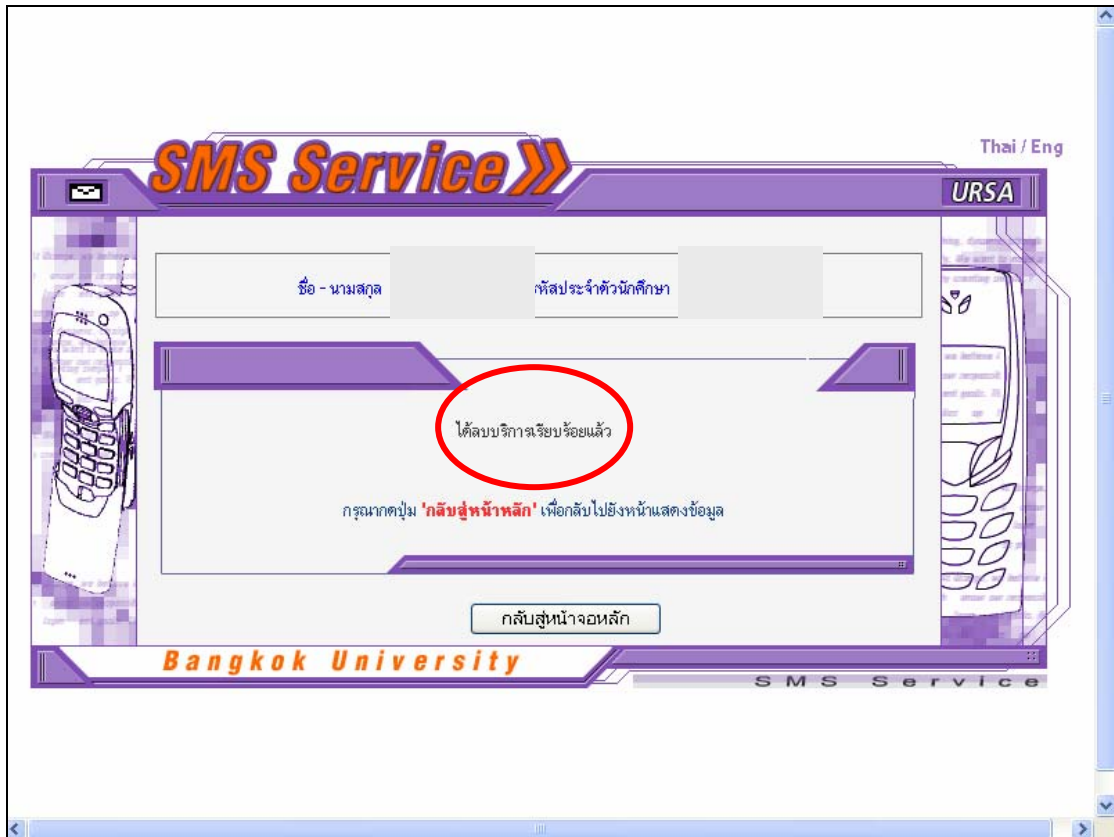 SMS Service
Thai / Eng
URSA
ชื่อ - นามสกุล
หัสประจำตัวนักศึกษา
ได้ลบบริการเรียบร้อยแล้ว
กรุณากดปุ่ม 'กลับสู่หน้าหลัก' เพื่อกลับไปยังหน้าแสดงข้อมูล
กลับสู่หน้าจอหลัก
Bangkok University
SMS Service